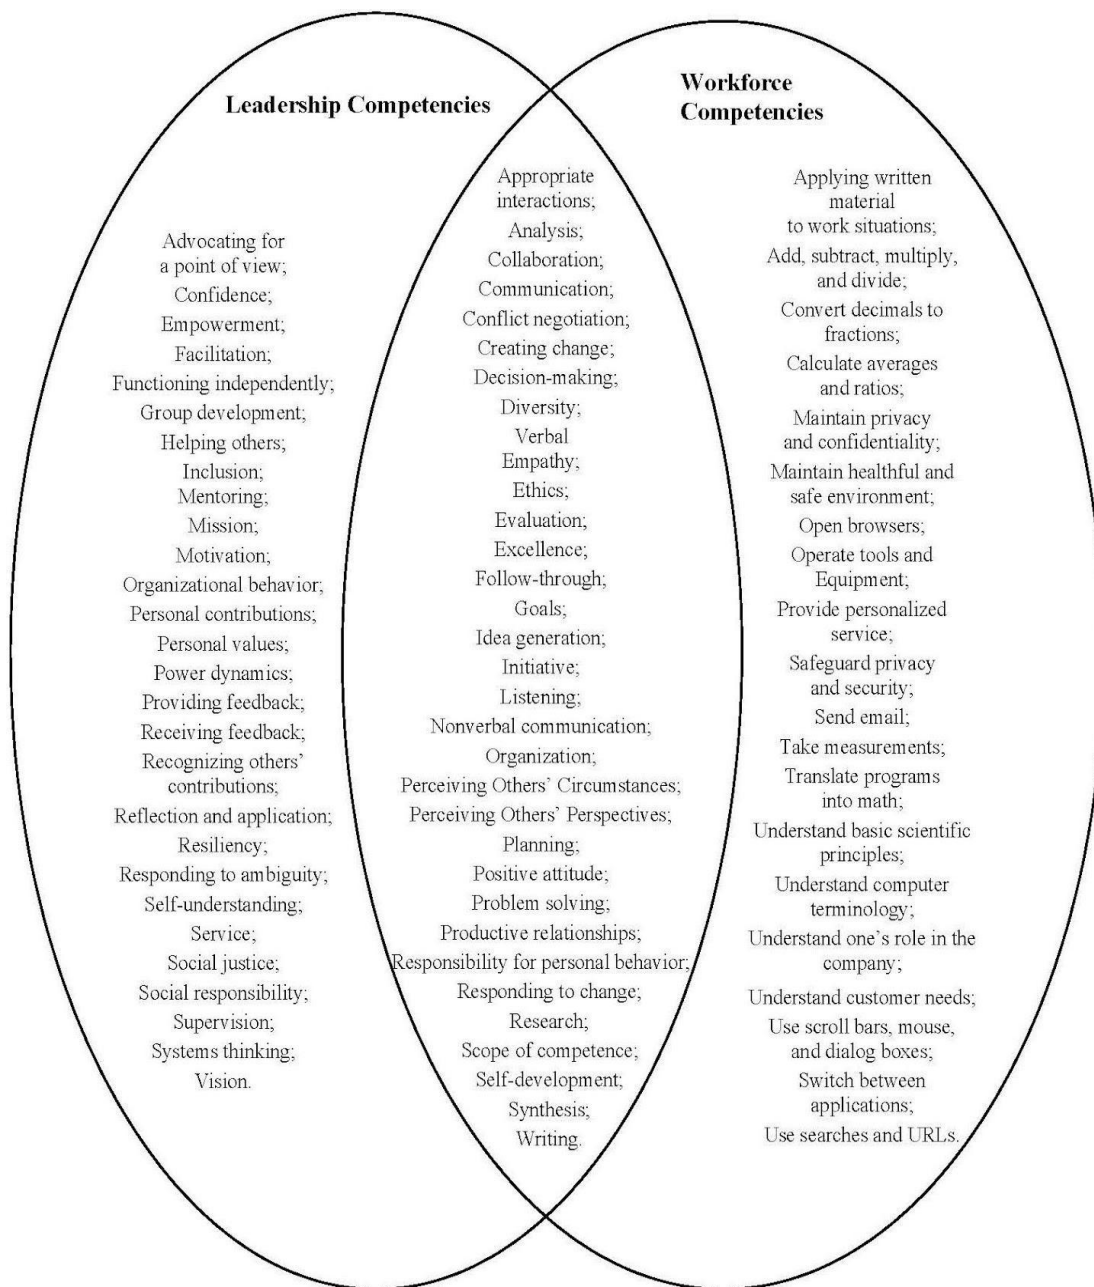 Leadership Competencies
Workforce
Competencies
Advocating for
a point of view;
Confidence;
Empowerment;
Facilitation;
Functioning independently;
Group development;
Helping others;
Inclusion;
Mentoring;
Mission;
Motivation;
Organizational behavior;
Personal contributions;
Personal values;
Power dynamics;
Providing feedback;
Receiving feedback;
Recognizing others'
contributions;
Reflection and application;
Resiliency;
Responding to ambiguity;
Self-understanding;
Service;
Social justice;
Social responsibility;
Supervision;
Systems thinking;
Vision.
Appropriate
interactions;
Analysis;
Collaboration;
Communication;
Conflict negotiation;
Creating change;
Decision-making;
Diversity;
Verbal
Empathy;
Ethics;
Evaluation;
Excellence;
Follow-through;
Goals;
Idea generation;
Initiative;
Listening;
Nonverbal communication;
Organization;
Perceiving Others' Circumstances;
Perceiving Others' Perspectives;
Planning;
Positive attitude;
Problem solving;
Productive relationships;
Responsibility for personal behavior;
Responding to change;
Research;
Scope of competence;
Self-development;
Synthesis;
Writing.
Applying written
material
to work situations;
Add, subtract, multiply,
and divide;
Convert decimals to
fractions;
Calculate averages
and ratios;
Maintain privacy
and confidentiality;
Maintain healthful and
safe environment;
Open browsers;
Operate tools and
Equipment;
Provide personalized
service;
Safeguard privacy
and security;
Send email;
Take measurements;
Translate programs
into math;
Understand basic scientific
principles;
Understand computer
terminology;
Understand one's role in the
company;
Understand customer needs;
Use scroll bars, mouse,
and dialog boxes;
Switch between
applications;
Use searches and URLs.